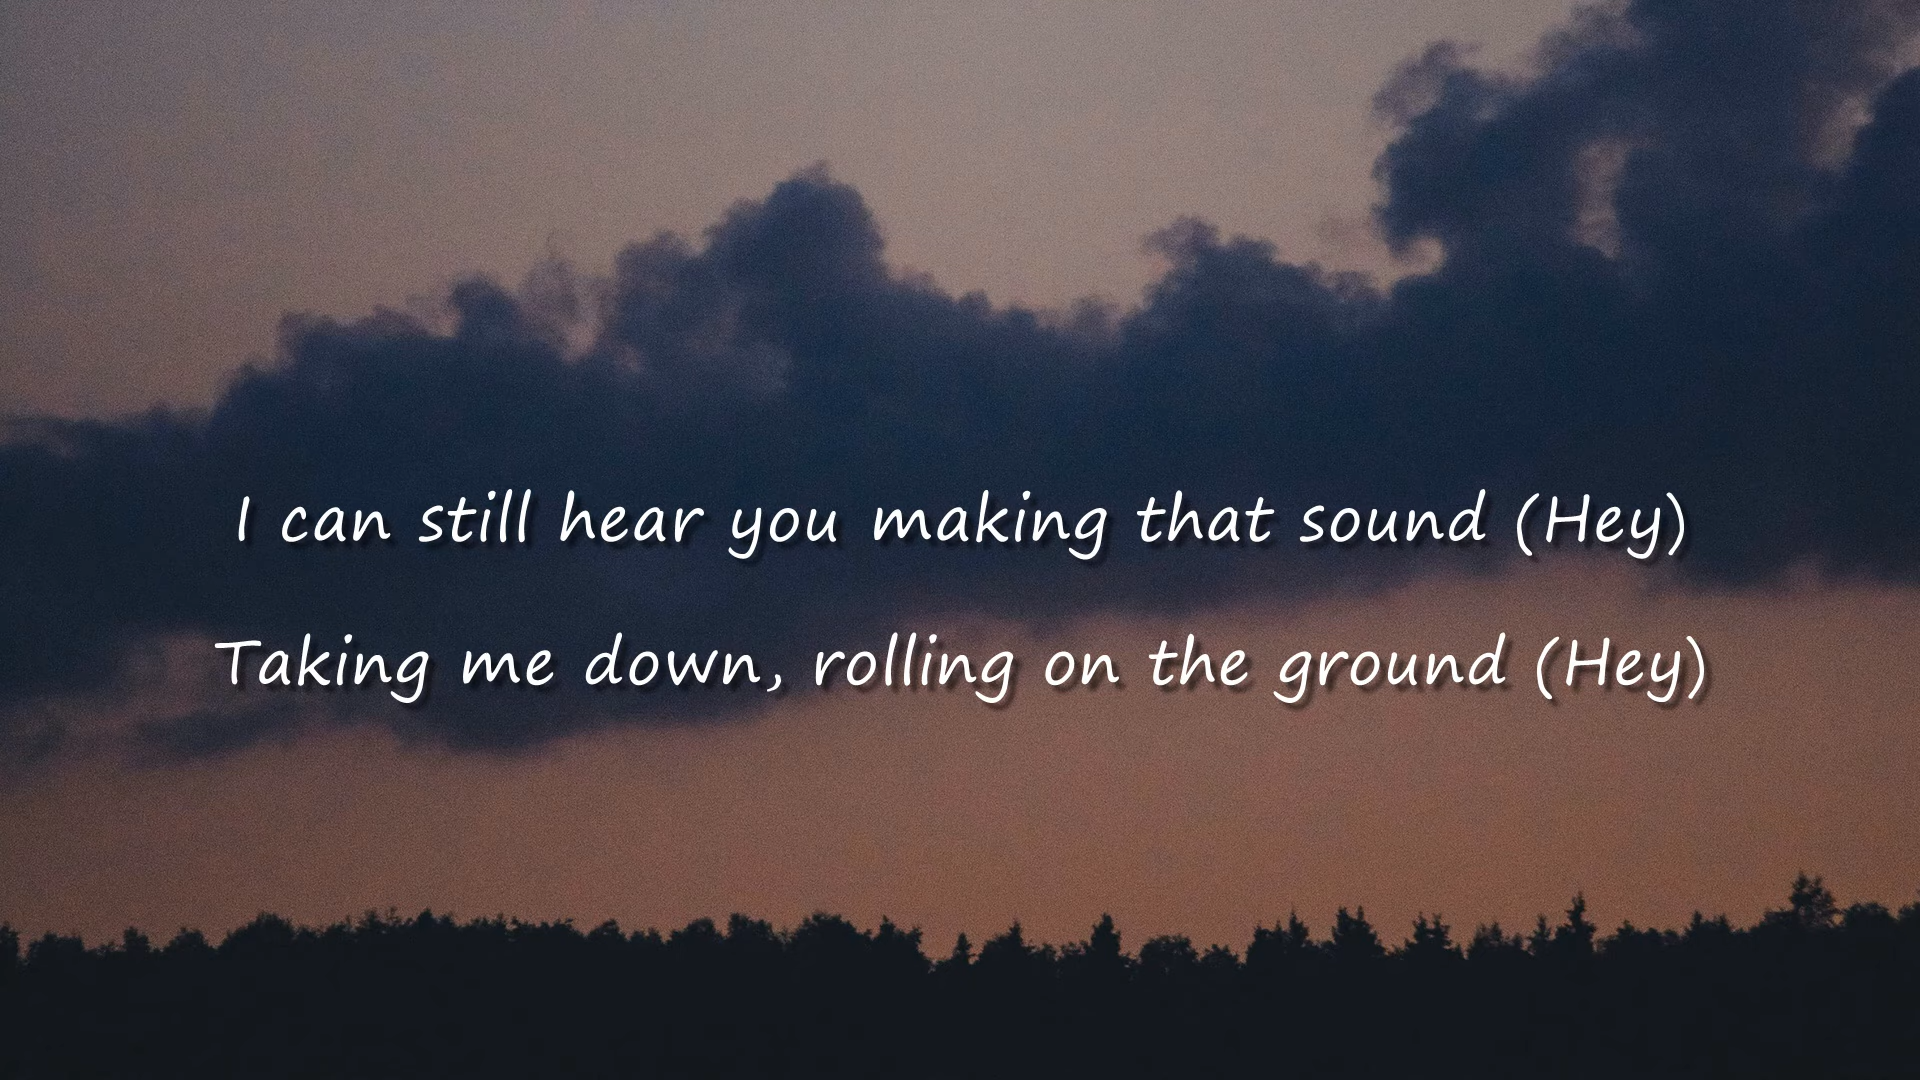 I can still hear you making that sound (Hey)
Taking me down, rolling on the ground (Hey)